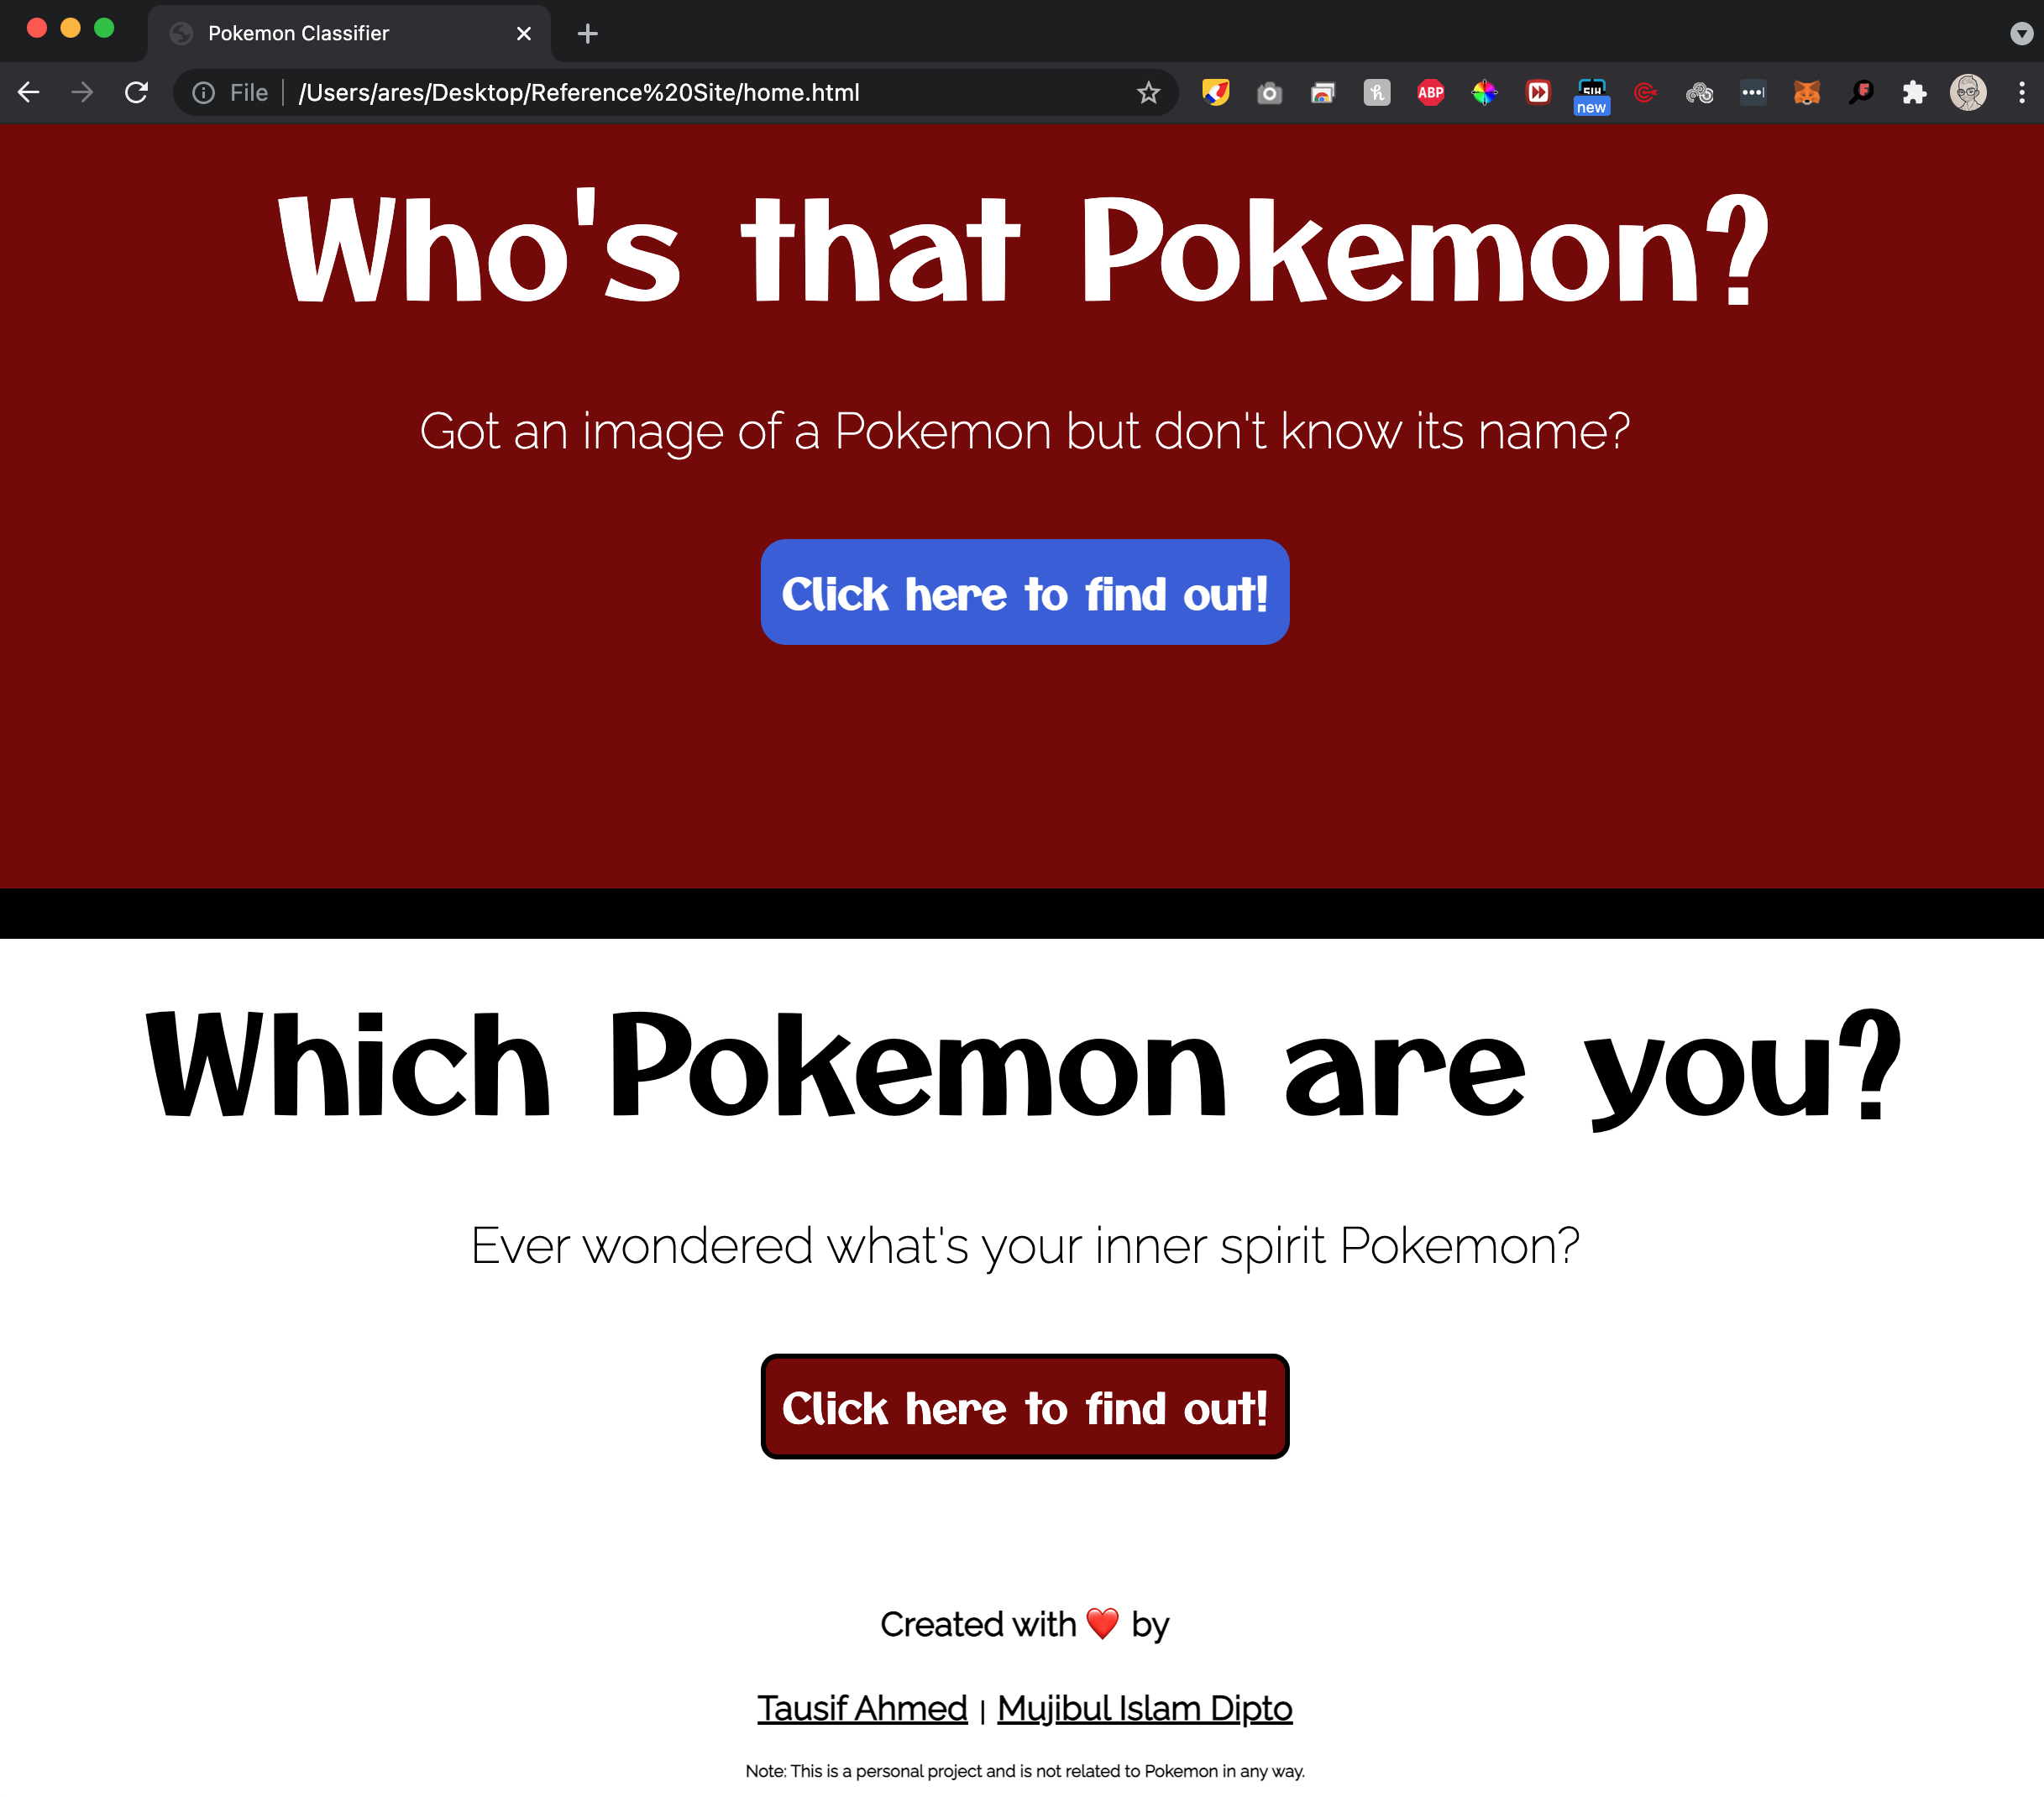 Pokemon Classifier
File /Users/ares/Desktop/Reference%20Site/home.html
ABP
new
Who's that Pokemon?
Got an image of a Pokemon but don't know its name?
Click here to find out!
Which Pokemon are you?
Ever wondered what's your inner spirit Pokemon?
Click here to find out!
Created with ❤️ by
Tausif Ahmed | Mujibul Islam Dipto
Note: This is a personal project and is not related to Pokemon in any way.